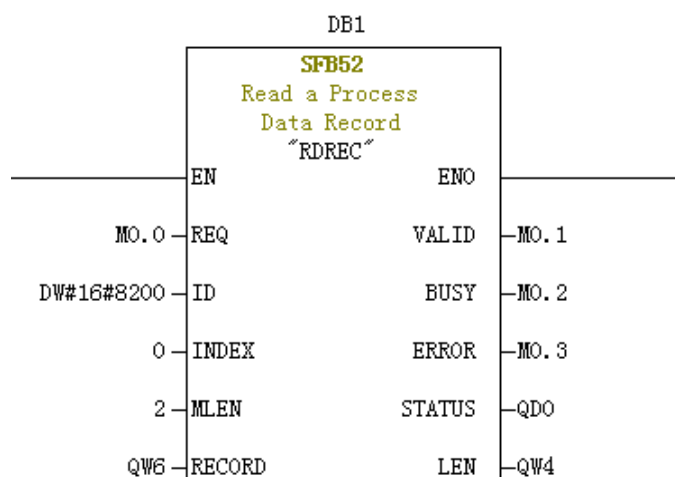 DB1
SFB52
Read a Process
Data Record
"RDREC"
EN ENO
M0.0 REQ VALID M0.1
DW#16#8200 ID BUSY M0.2
0 INDEX ERROR M0.3
2 MLEN STATUS QD0
QW6 RECORD LEN QW4